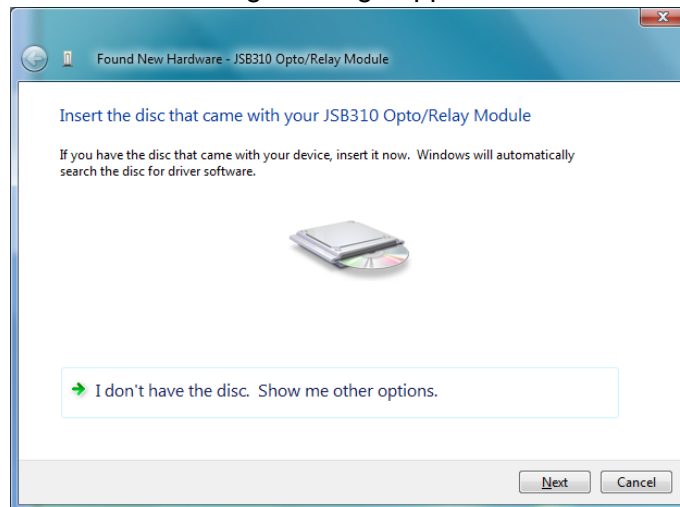 Found New Hardware - JSB310 Opto/Relay Module
Insert the disc that came with your JSB310 Opto/Relay Module
If you have the disc that came with your device, insert it now.  Windows will automatically
search the disc for driver software.
I don't have the disc.  Show me other options.
Next
Cancel